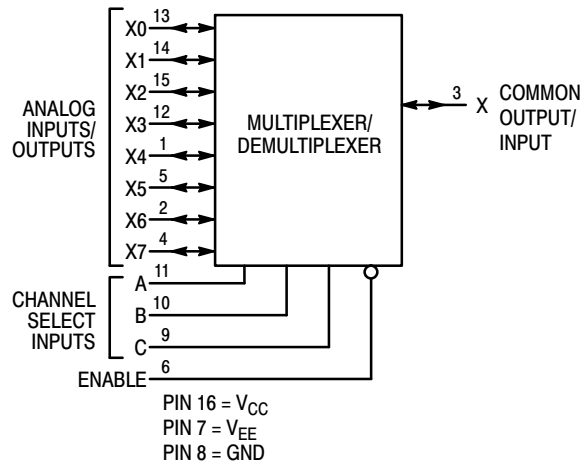 ANALOG
INPUTS/
OUTPUTS
X0 13
X1 14
X2 15
X3 12
X4 1
X5 5
X6 2
X7 4
MULTIPLEXER/
DEMULTIPLEXER
3 X COMMON
OUTPUT/
INPUT
CHANNEL
SELECT
INPUTS
A 11
B 10
C 9
ENABLE 6
PIN 16 = VCC
PIN 7 = VEE
PIN 8 = GND